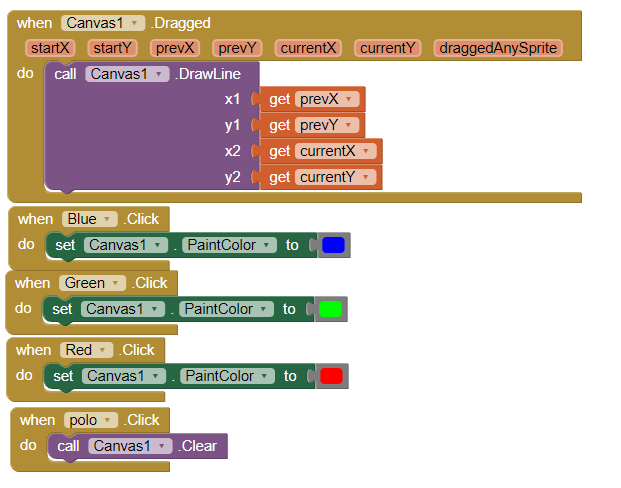 when Canvas1 .Dragged
startX startY prevX prevY currentX currentY draggedAnySprite
do call Canvas1 .DrawLine
x1 get prevX
y1 get prevY
x2 get currentX
y2 get currentY
when Blue .Click
do set Canvas1 . PaintColor to
when Green .Click
do set Canvas1 . PaintColor to
when Red .Click
do set Canvas1 . PaintColor to
when polo .Click
do call Canvas1 .Clear